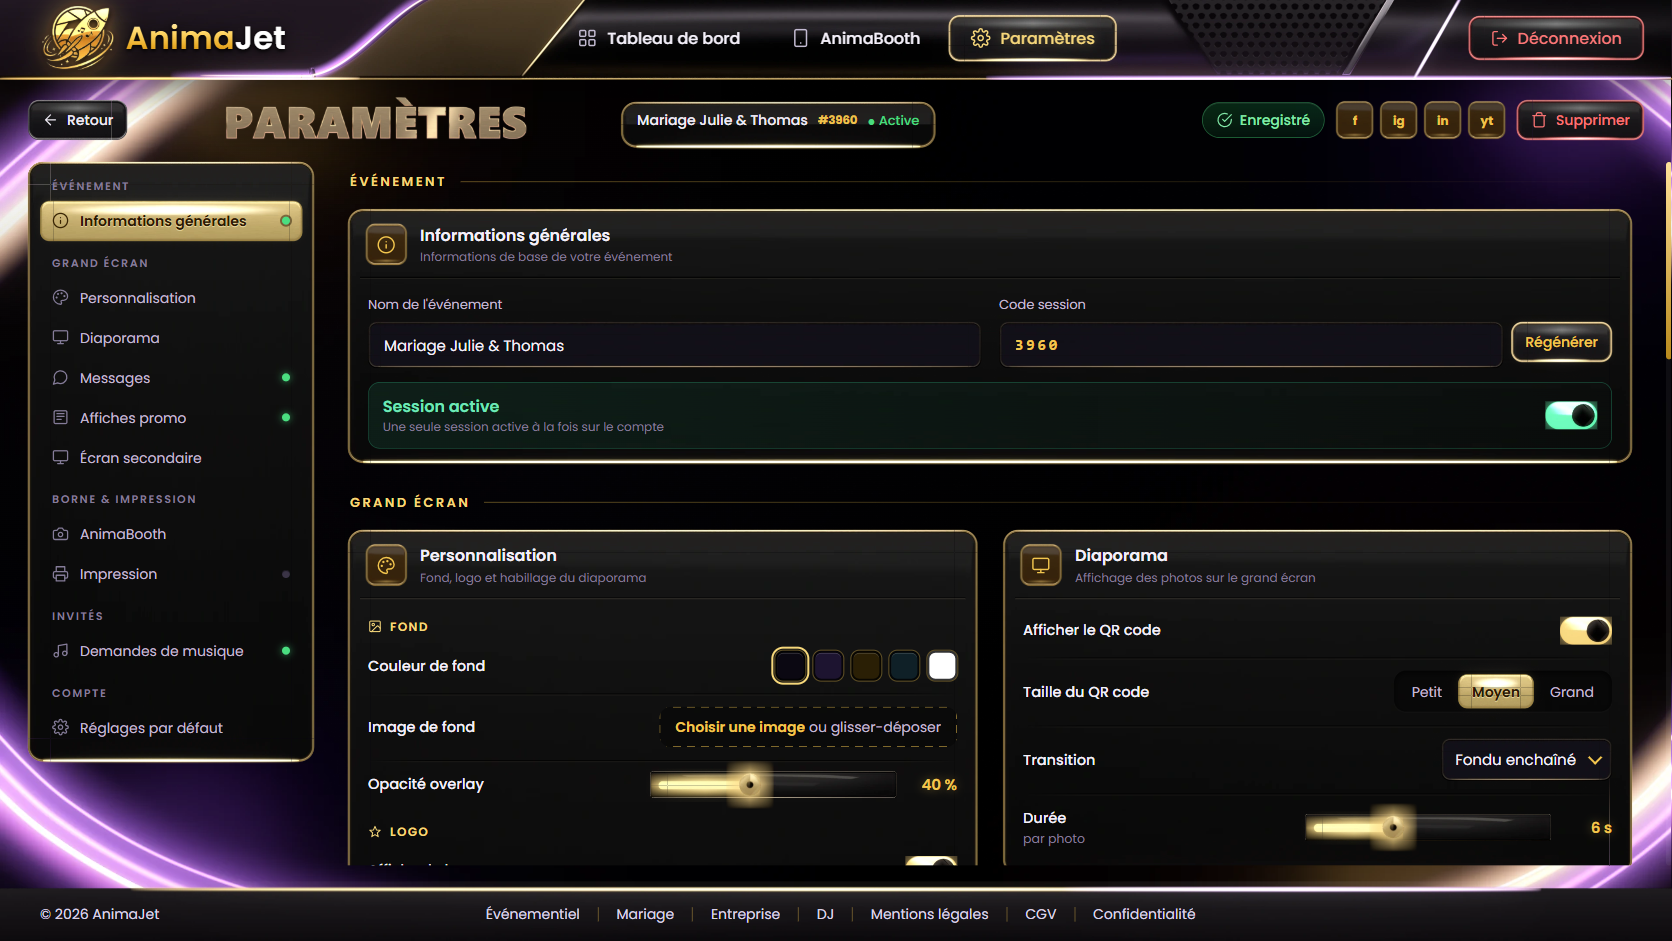 AnimaJet
Tableau de bord
AnimaBooth
Paramètres
Déconnexion
Retour
PARAMÈTRES
Mariage Julie & Thomas #3960 ● Active
Enregistré
f
ig
in
yt
Supprimer
ÉVÉNEMENT
Informations générales
GRAND ÉCRAN
Personnalisation
Diaporama
Messages
Affiches promo
Écran secondaire
BORNE & IMPRESSION
AnimaBooth
Impression
INVITÉS
Demandes de musique
COMPTE
Réglages par défaut
ÉVÉNEMENT
Informations générales
Informations de base de votre événement
Nom de l'événement
Mariage Julie & Thomas
Code session
3960
Régénérer
Session active
Une seule session active à la fois sur le compte
GRAND ÉCRAN
Personnalisation
Fond, logo et habillage du diaporama
FOND
Couleur de fond
Image de fond
Choisir une image ou glisser-déposer
Opacité overlay
40 %
LOGO
Diaporama
Affichage des photos sur le grand écran
Afficher le QR code
Taille du QR code
Petit
Moyen
Grand
Transition
Fondu enchaîné
Durée
par photo
6 s
© 2026 AnimaJet
Événementiel
Mariage
Entreprise
DJ
Mentions légales
CGV
Confidentialité